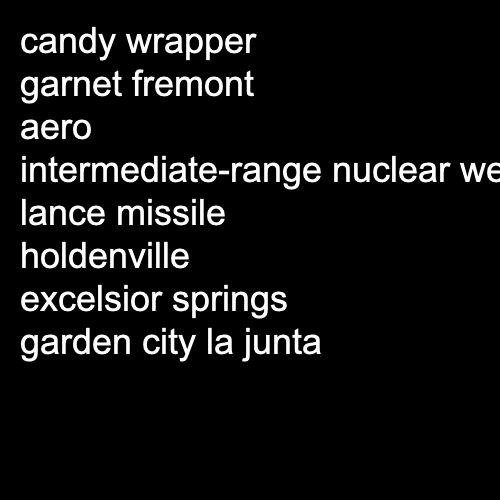 candy wrapper
garnet fremont
aero
intermediate-range nuclear we
lance missile
holdenville
excelsior springs
garden city la junta